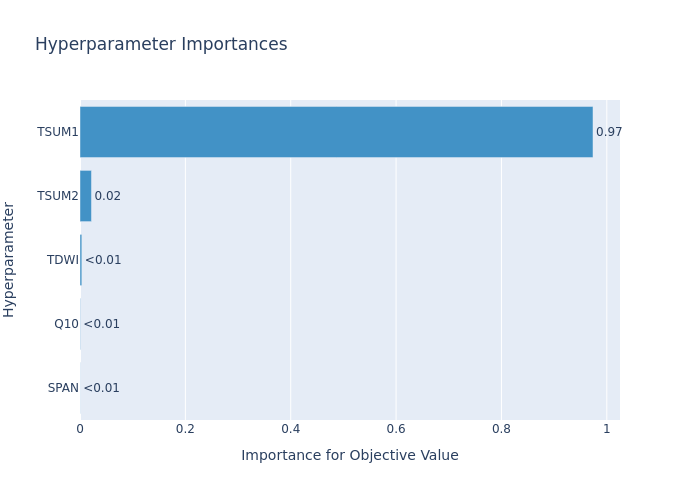 Hyperparameter Importances
Hyperparameter
TSUM1 0.97
TSUM2 0.02
TDWI <0.01
Q10 <0.01
SPAN <0.01
0 0.2 0.4 0.6 0.8 1
Importance for Objective Value